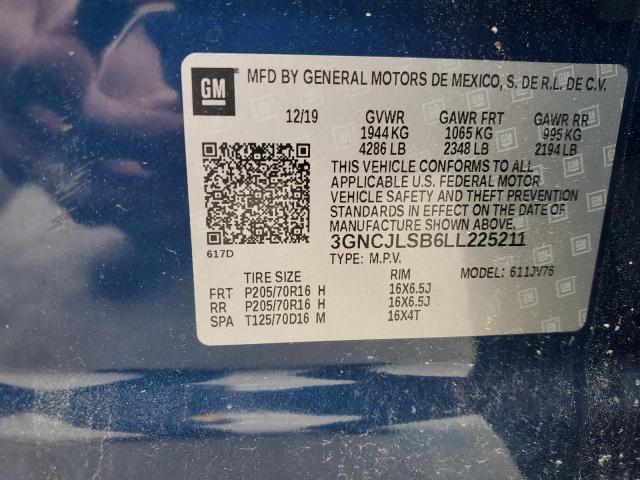 GM
MFD BY GENERAL MOTORS DE MEXICO, S. DE R.L. DE C.V.
12/19 GVWR GAWR FRT GAWR RR
1944 KG 1065 KG 995 KG
4286 LB 2348 LB 2194 LB
THIS VEHICLE CONFORMS TO ALL
APPLICABLE U.S. FEDERAL MOTOR
VEHICLE SAFETY AND THEFT PREVENTION
STANDARDS IN EFFECT ON THE DATE OF
MANUFACTURE SHOWN ABOVE.
617D
3GNCJLSB6LL225211
TYPE: M.P.V. MODEL: 611JV76
TIRE SIZE RIM
FRT P205/70R16 H 16X6.5J
RR P205/70R16 H 16X6.5J
SPA T125/70D16 M 16X4T